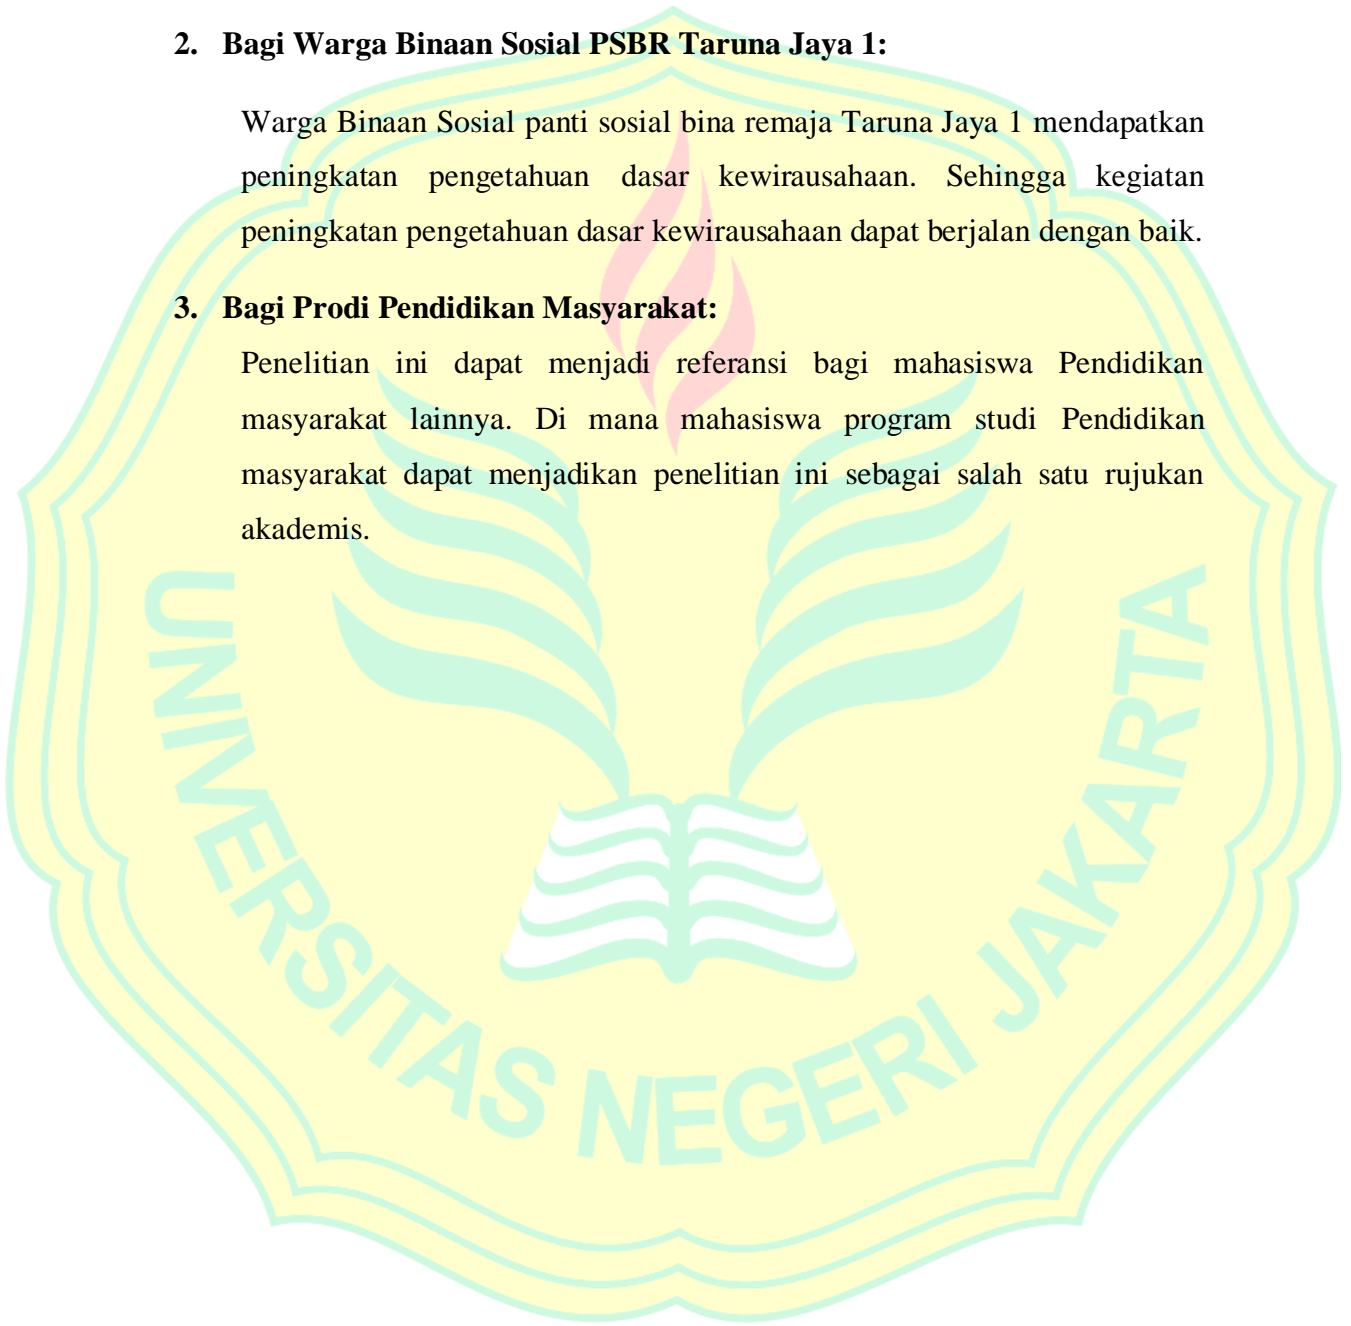 2. Bagi Warga Binaan Sosial PSBR Taruna Jaya 1:
Warga Binaan Sosial panti sosial bina remaja Taruna Jaya 1 mendapatkan
peningkatan pengetahuan dasar kewirausahaan. Sehingga kegiatan
peningkatan pengetahuan dasar kewirausahaan dapat berjalan dengan baik.
3. Bagi Prodi Pendidikan Masyarakat:
Penelitian ini dapat menjadi referansi bagi mahasiswa Pendidikan
masyarakat lainnya. Di mana mahasiswa program studi Pendidikan
masyarakat dapat menjadikan penelitian ini sebagai salah satu rujukan
akademis.
UNIVERSITAS NEGERI JAKARTA